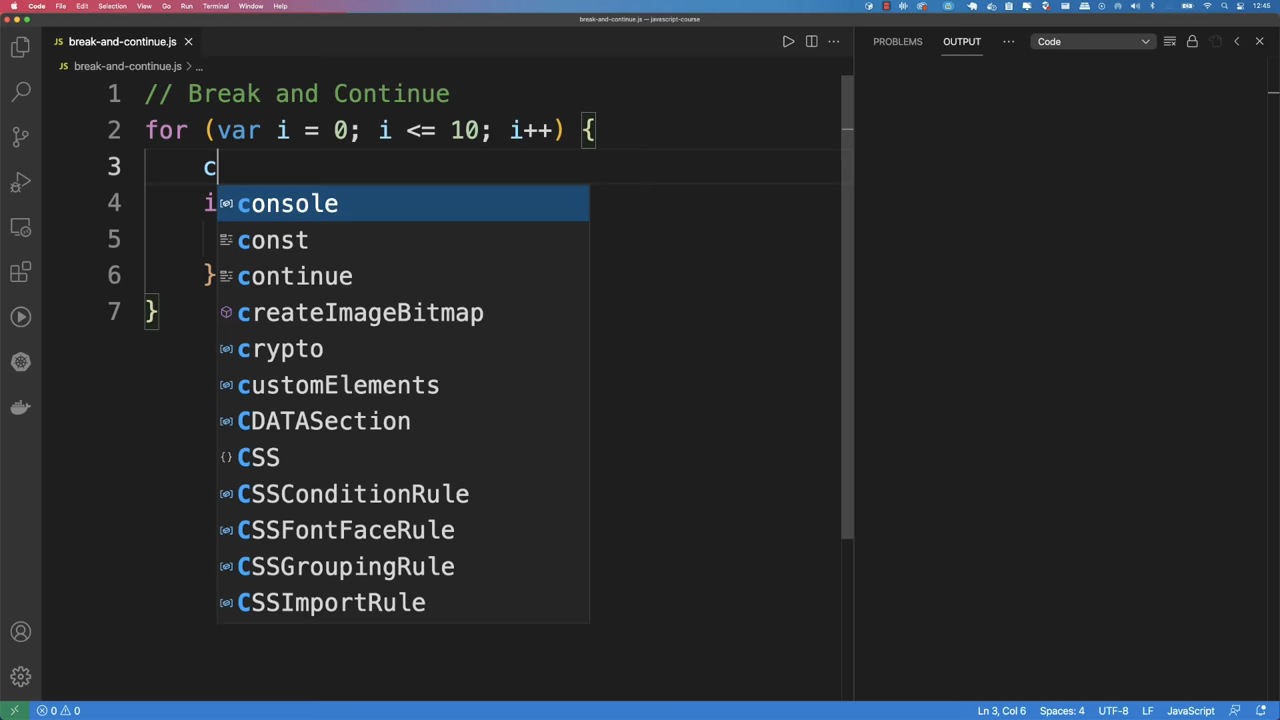 Code File Edit Selection View Go Run Terminal Window Help 12:45
break-and-continue.js — javascript-course
JS break-and-continue.js
PROBLEMS OUTPUT Code
JS break-and-continue.js > ...
1 // Break and Continue
2 for (var i = 0; i <= 10; i++) {
3 c
4 i
5
6 }
7 }
console
const
continue
createImageBitmap
crypto
customElements
CDATASection
CSS
CSSConditionRule
CSSFontFaceRule
CSSGroupingRule
CSSImportRule
0 0 Ln 3, Col 6 Spaces: 4 UTF-8 LF JavaScript